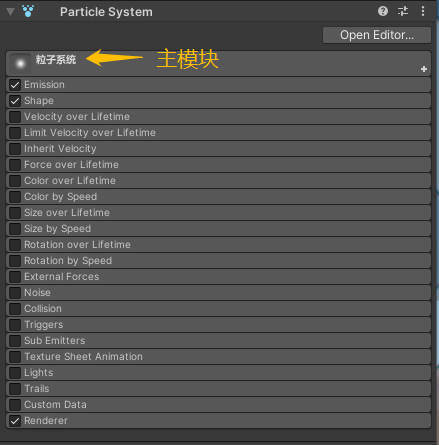 Particle System
Open Editor...
粒子系统
主模块
Emission
Shape
Velocity over Lifetime
Limit Velocity over Lifetime
Inherit Velocity
Force over Lifetime
Color over Lifetime
Color by Speed
Size over Lifetime
Size by Speed
Rotation over Lifetime
Rotation by Speed
External Forces
Noise
Collision
Triggers
Sub Emitters
Texture Sheet Animation
Lights
Trails
Custom Data
Renderer